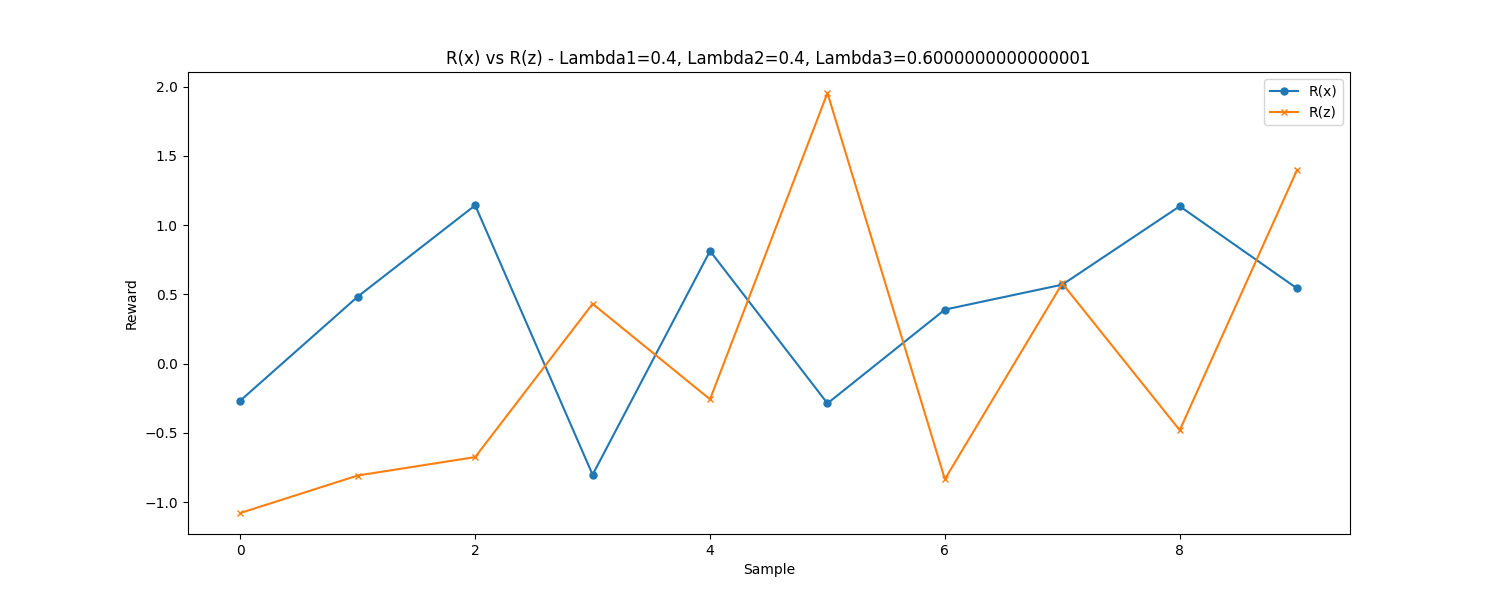 R(x) vs R(z) - Lambda1=0.4, Lambda2=0.4, Lambda3=0.6000000000000001
R(x)
R(z)
2.0
1.5
1.0
0.5
0.0
−0.5
−1.0
Reward
0 2 4 6 8
Sample